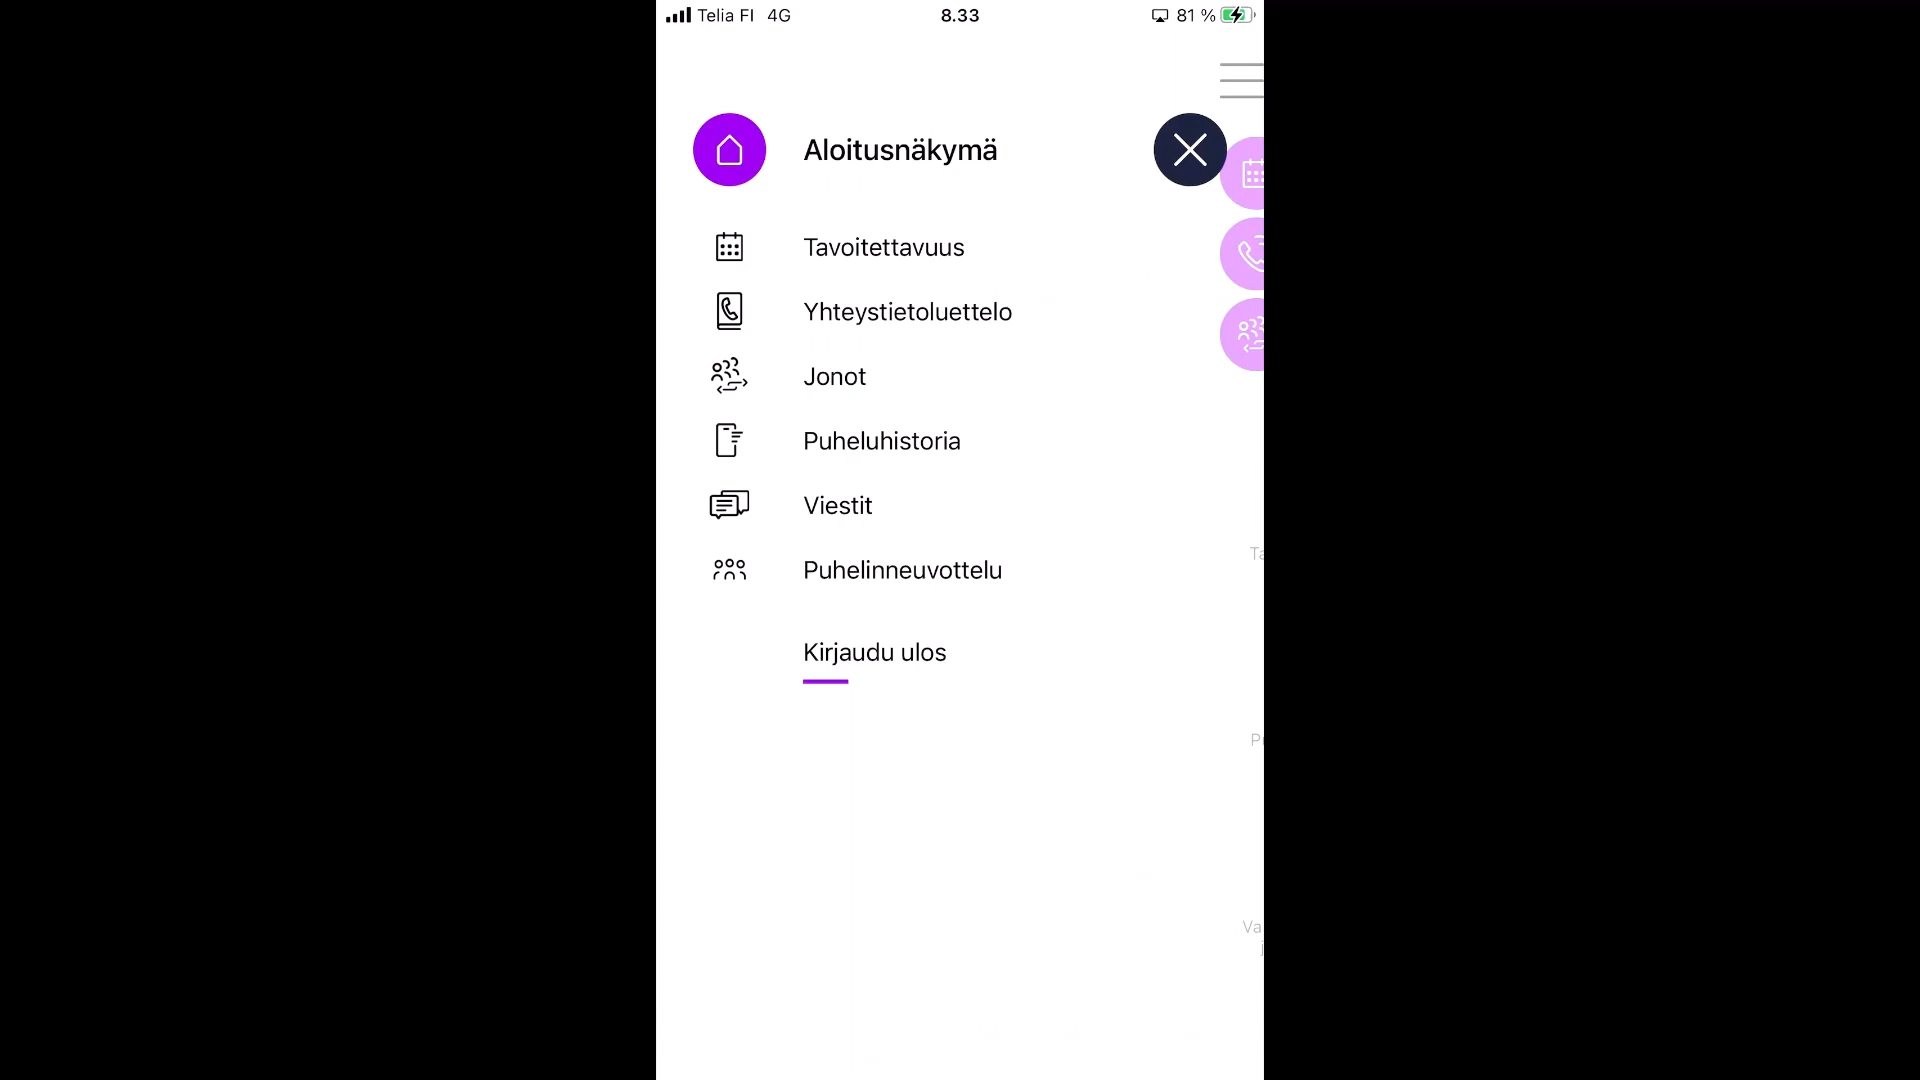 Telia FI 4G 8.33 81 %
Aloitusnäkymä
Tavoitettavuus
Yhteystietoluettelo
Jonot
Puheluhistoria
Viestit
Puhelinneuvottelu
Kirjaudu ulos